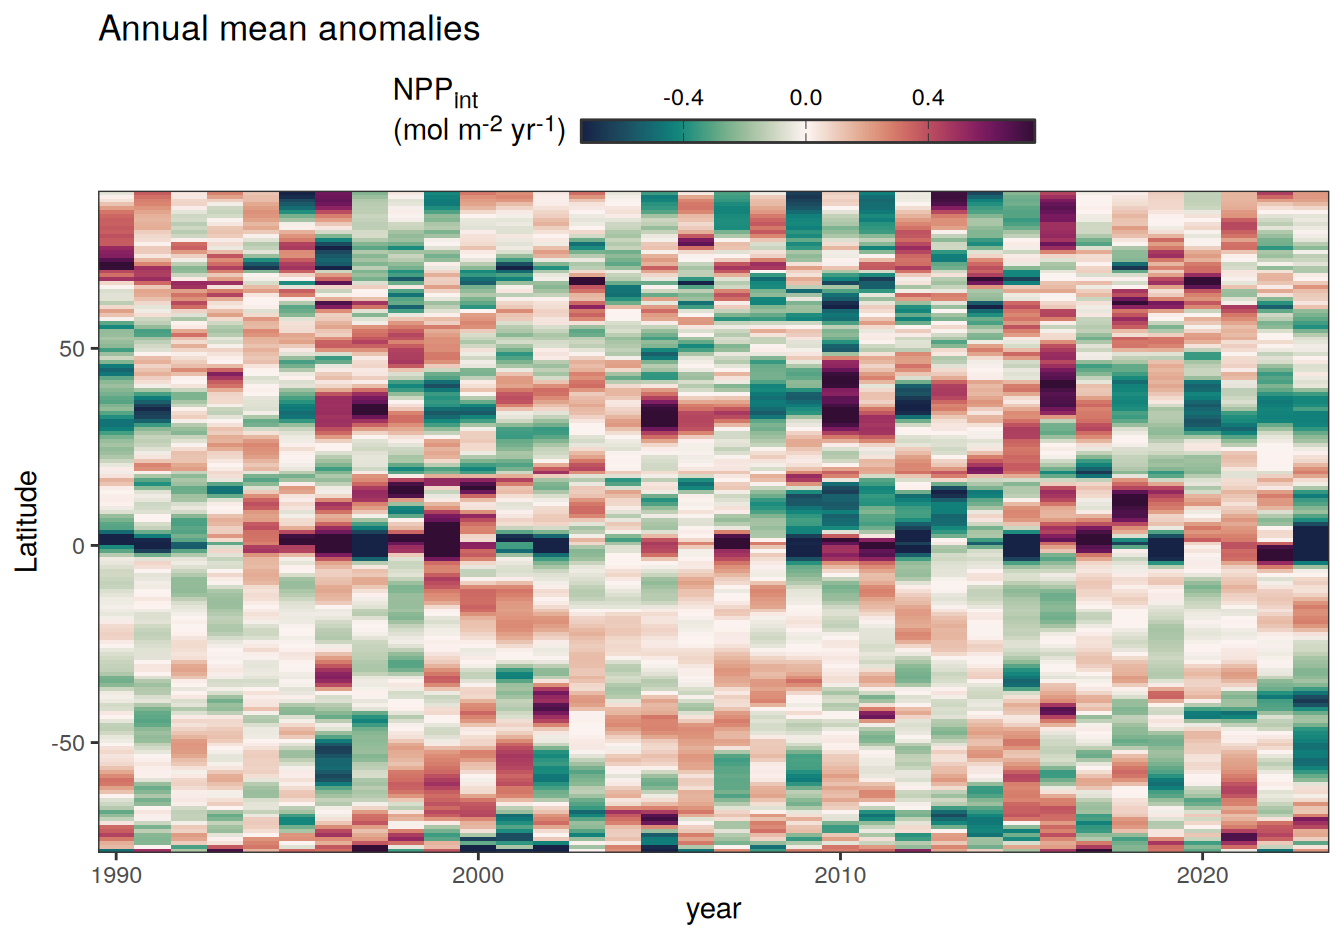 Annual mean anomalies
NPPint
(mol m-2 yr-1)
-0.4 0.0 0.4
Latitude
50
0
-50
1990 2000 2010 2020
year